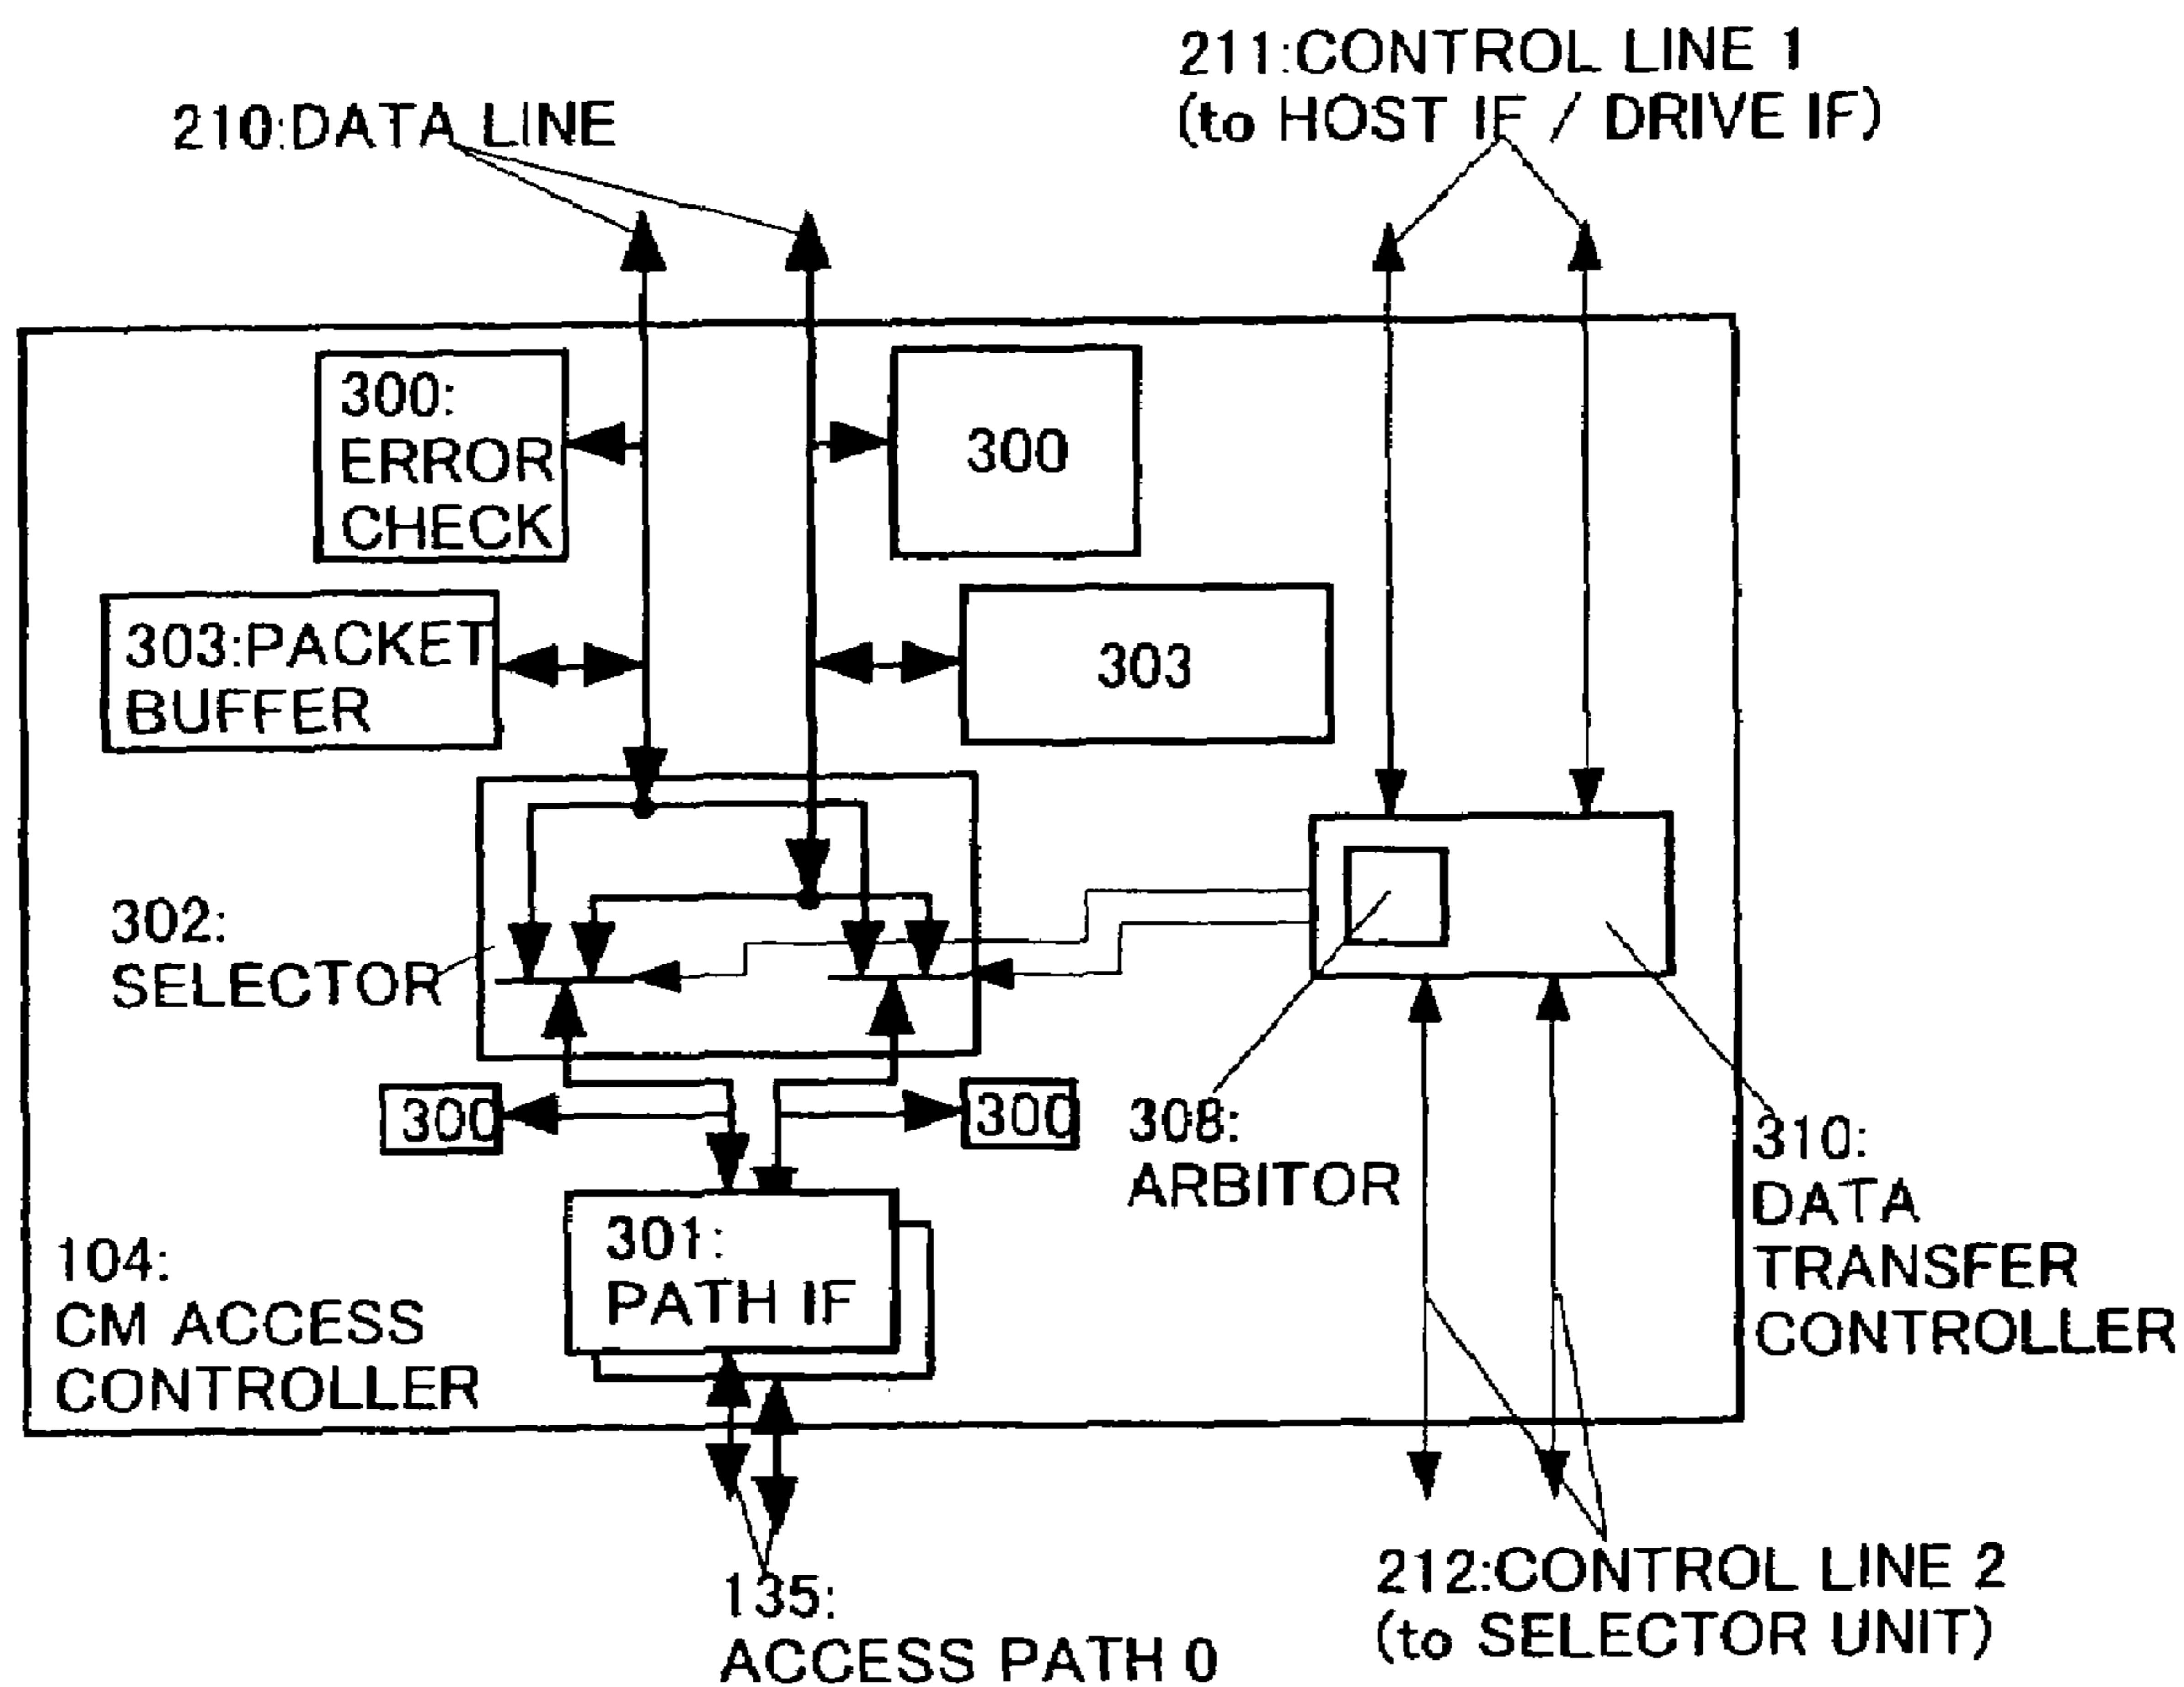 211:CONTROL LINE 1
(to HOST IF / DRIVE IF)
210:DATA LINE
300:
ERROR
CHECK
300
303:PACKET
BUFFER
303
302:
SELECTOR
300
300
308:
ARBITOR
310:
DATA
TRANSFER
CONTROLLER
301:
PATH IF
104:
CM ACCESS
CONTROLLER
135:
ACCESS PATH 0
212:CONTROL LINE 2
(to SELECTOR UNIT)